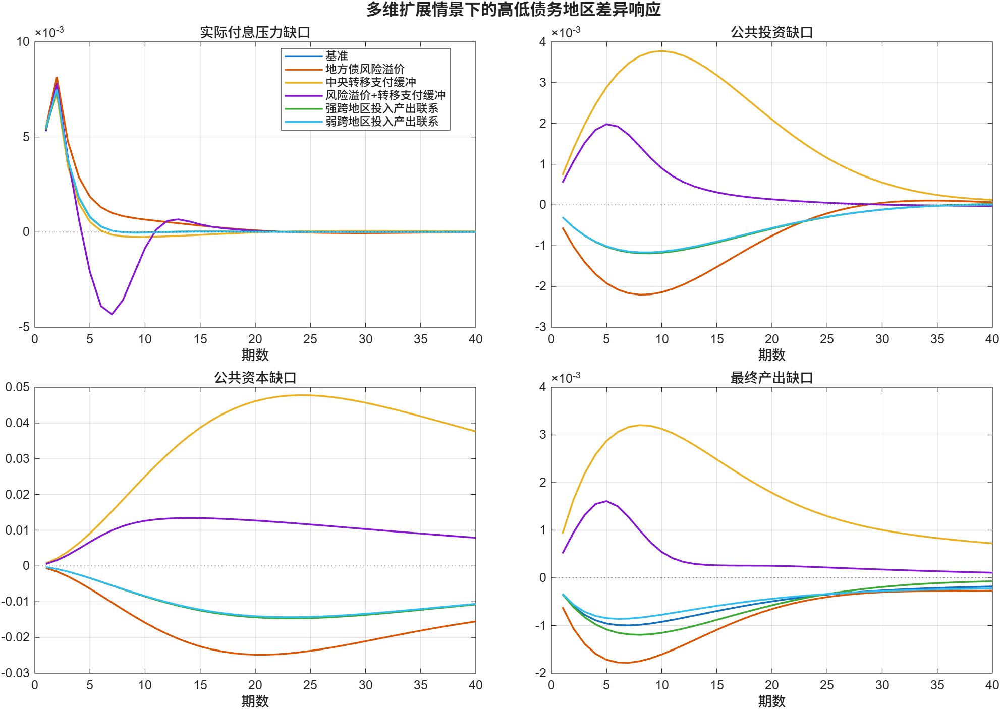 多维扩展情景下的高低债务地区差异响应
实际付息压力缺口
×10⁻³
10
5
0
-5
0 5 10 15 20 25 30 35 40
期数
基准
地方债风险溢价
中央转移支付缓冲
风险溢价+转移支付缓冲
强跨地区投入产出联系
弱跨地区投入产出联系
公共投资缺口
×10⁻³
4
3
2
1
0
-1
-2
-3
0 5 10 15 20 25 30 35 40
期数
公共资本缺口
0.05
0.04
0.03
0.02
0.01
0
-0.01
-0.02
-0.03
0 5 10 15 20 25 30 35 40
期数
最终产出缺口
×10⁻³
4
3
2
1
0
-1
-2
0 5 10 15 20 25 30 35 40
期数